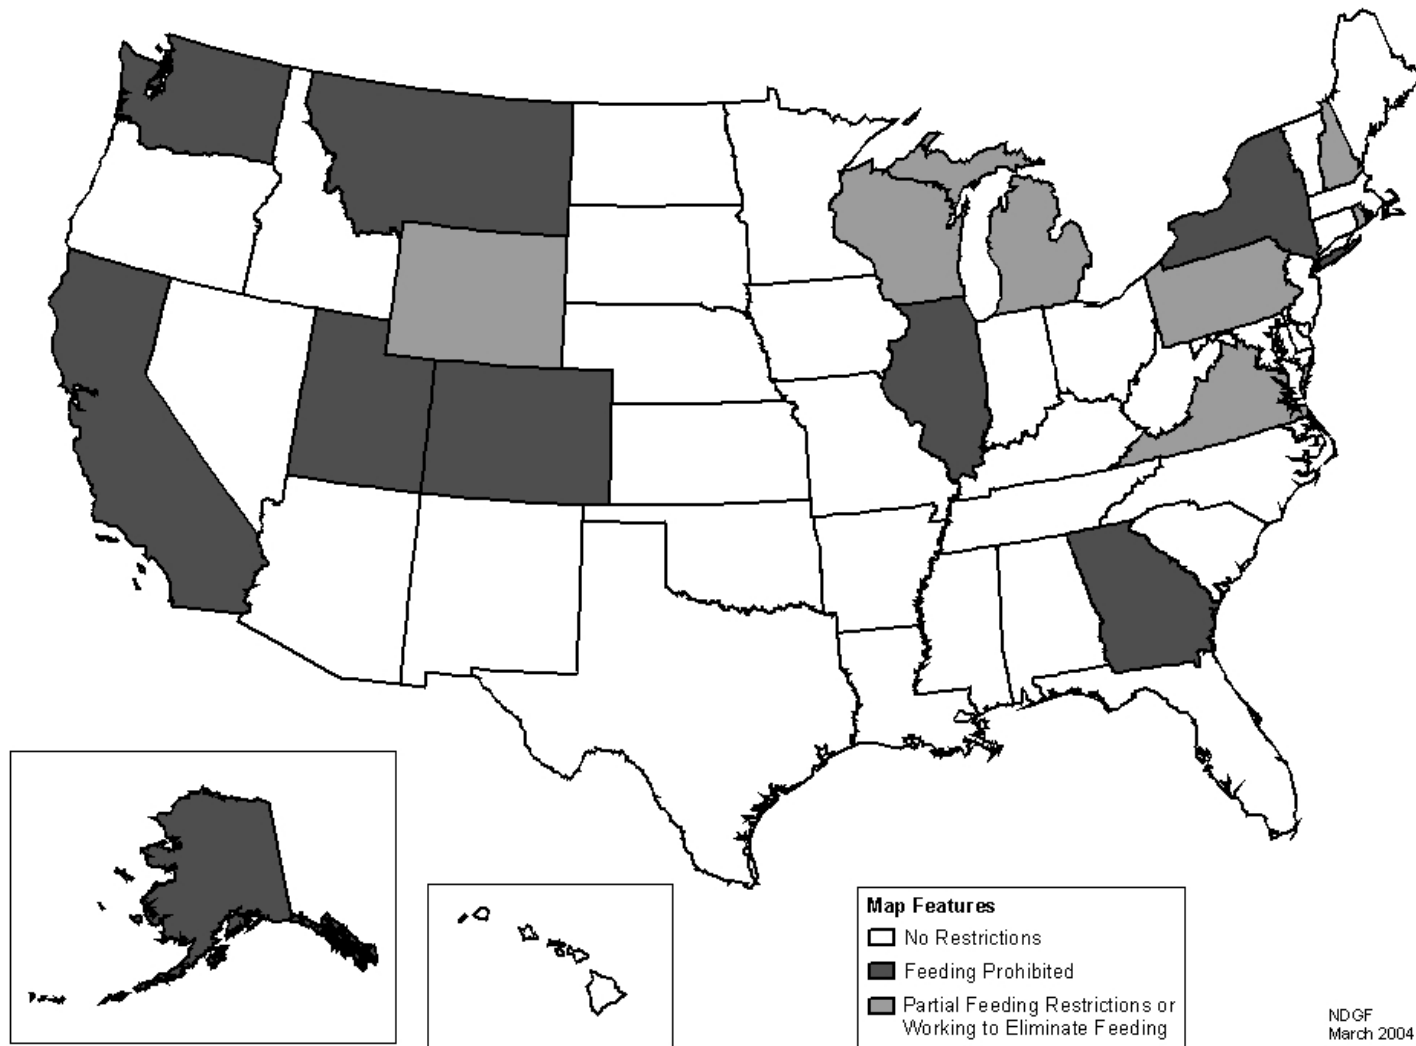 Map Features
No Restrictions
Feeding Prohibited
Partial Feeding Restrictions or
Working to Eliminate Feeding
NDGF
March 2004